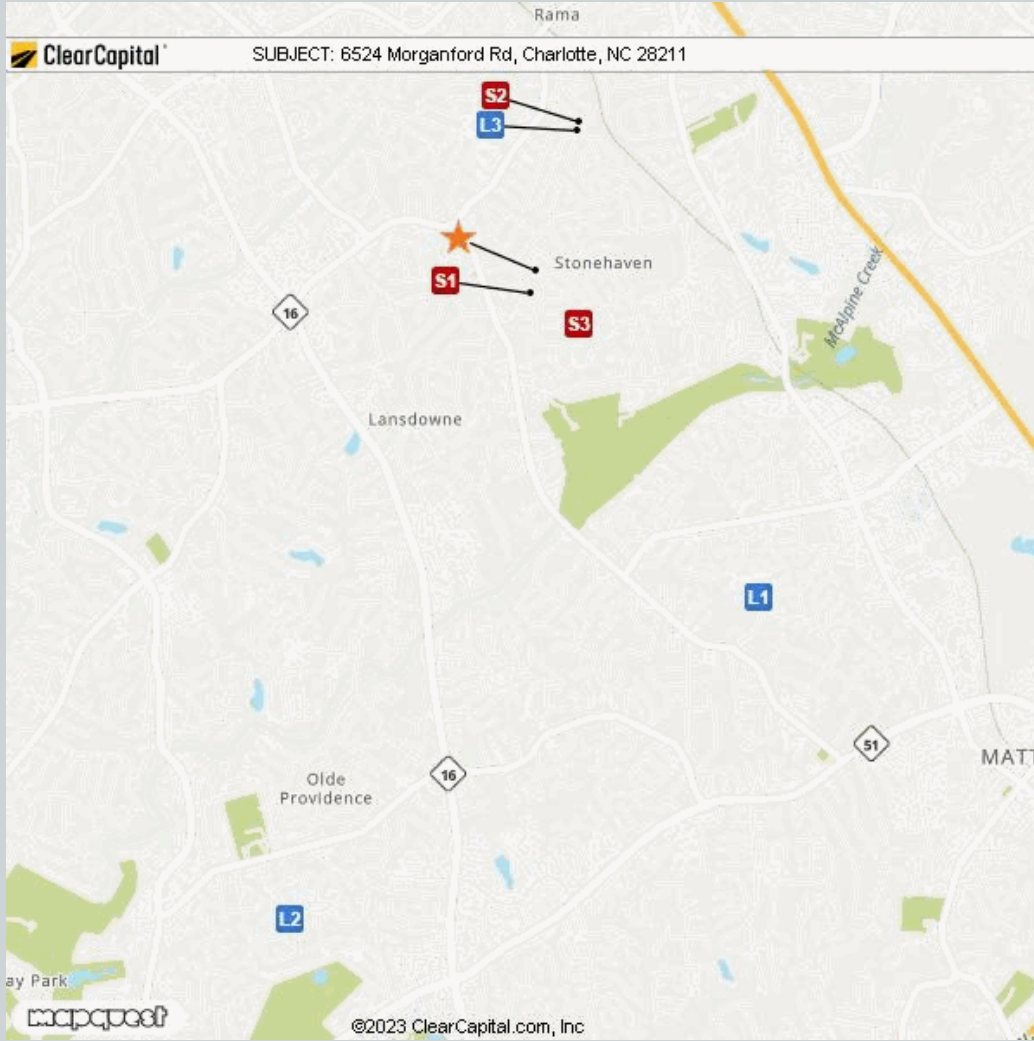 Rama
ClearCapital
SUBJECT: 6524 Morganford Rd, Charlotte, NC 28211
S2
L3
Stonehaven
S1
16
S3
McAlpine Creek
Lansdowne
L1
51
MATT
16
Olde
Providence
L2
ay Park
mapquest
©2023 ClearCapital.com, Inc